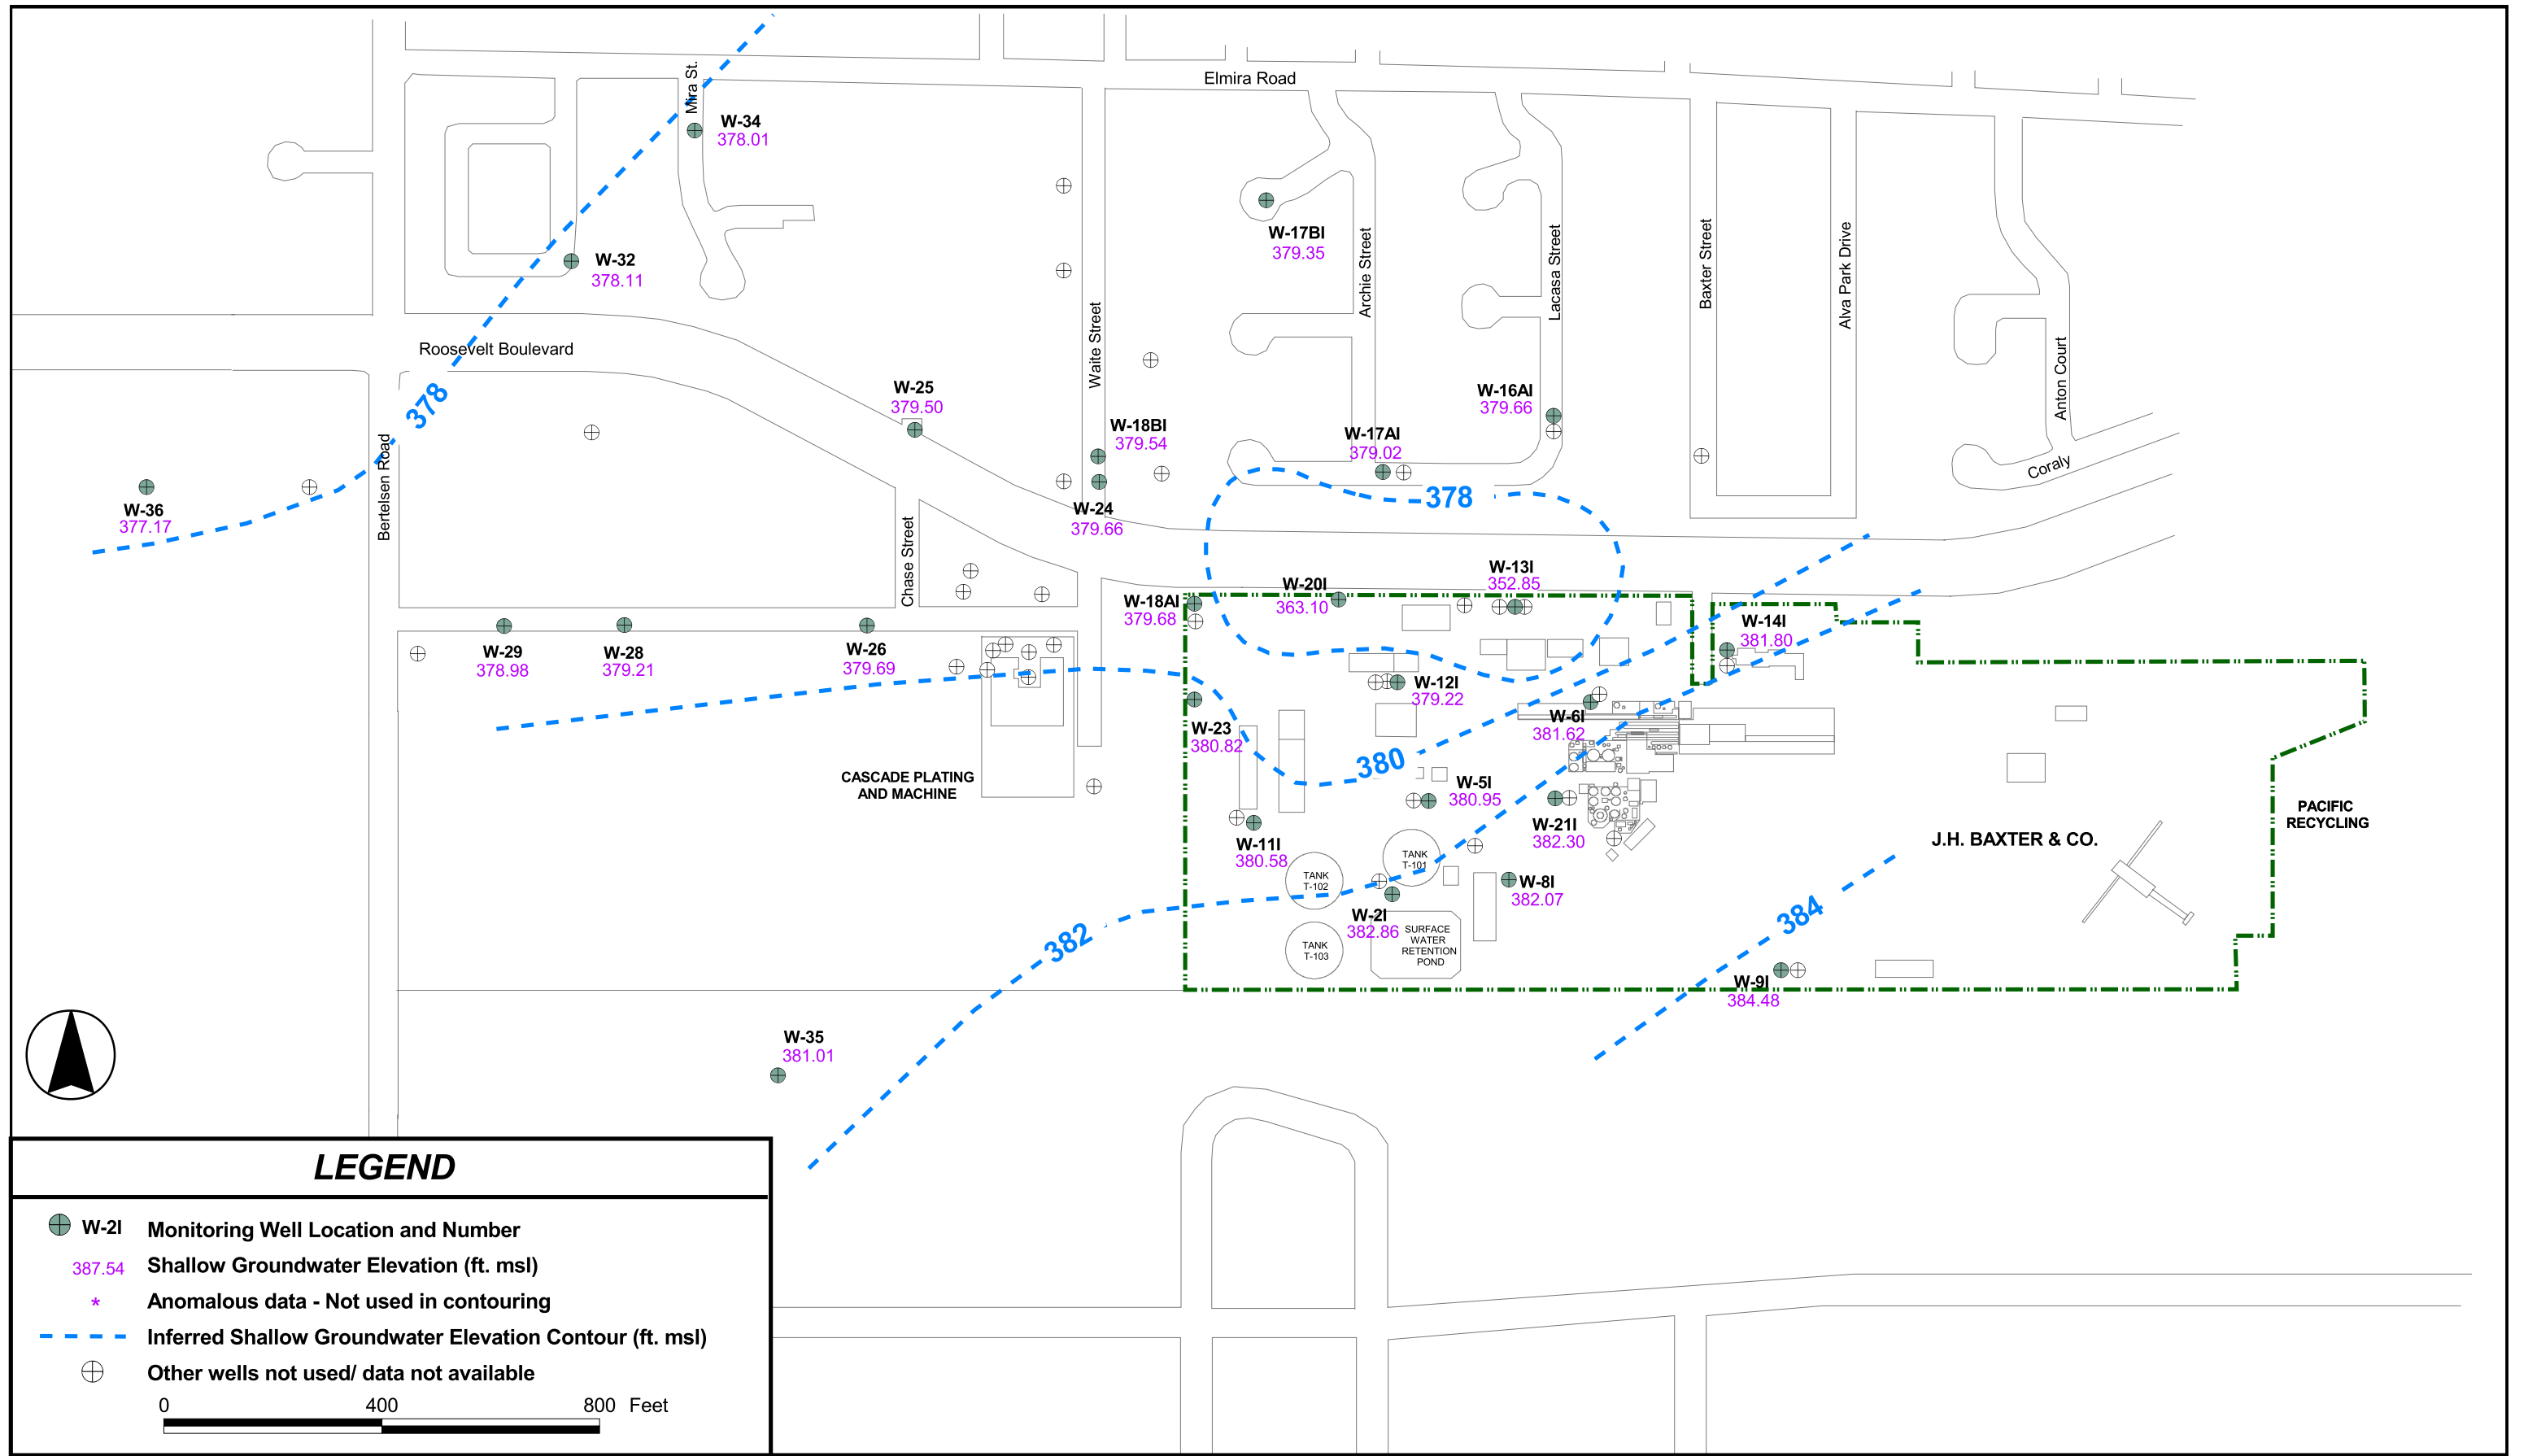 Elmira Road
Mira St.
W-34
378.01
W-32
378.11
W-17BI
379.35
Archie Street
Lacasa Street
Baxter Street
Alva Park Drive
Waite Street
Anton Court
Roosevelt Boulevard
378
W-25
379.50
W-16AI
379.66
W-18BI
379.54
W-17AI
379.02
Coraly
Bertelsen Road
W-36
377.17
W-24
379.66
378
Chase Street
W-13I
352.85
W-20I
363.10
W-18AI
379.68
W-14I
381.80
W-29
378.98
W-28
379.21
W-26
379.69
W-12I
379.22
W-23
380.82
W-6I
381.62
380
CASCADE PLATING
AND MACHINE
W-5I
380.95
PACIFIC
RECYCLING
W-21I
382.30
J.H. BAXTER & CO.
W-11I
380.58
TANK
T-101
TANK
T-102
W-8I
382.07
W-2I
382.86
384
382
SURFACE
WATER
RETENTION
POND
TANK
T-103
W-9I
384.48
W-35
381.01
LEGEND
W-2I Monitoring Well Location and Number
387.54 Shallow Groundwater Elevation (ft. msl)
* Anomalous data - Not used in contouring
Inferred Shallow Groundwater Elevation Contour (ft. msl)
Other wells not used/ data not available
0 400 800 Feet